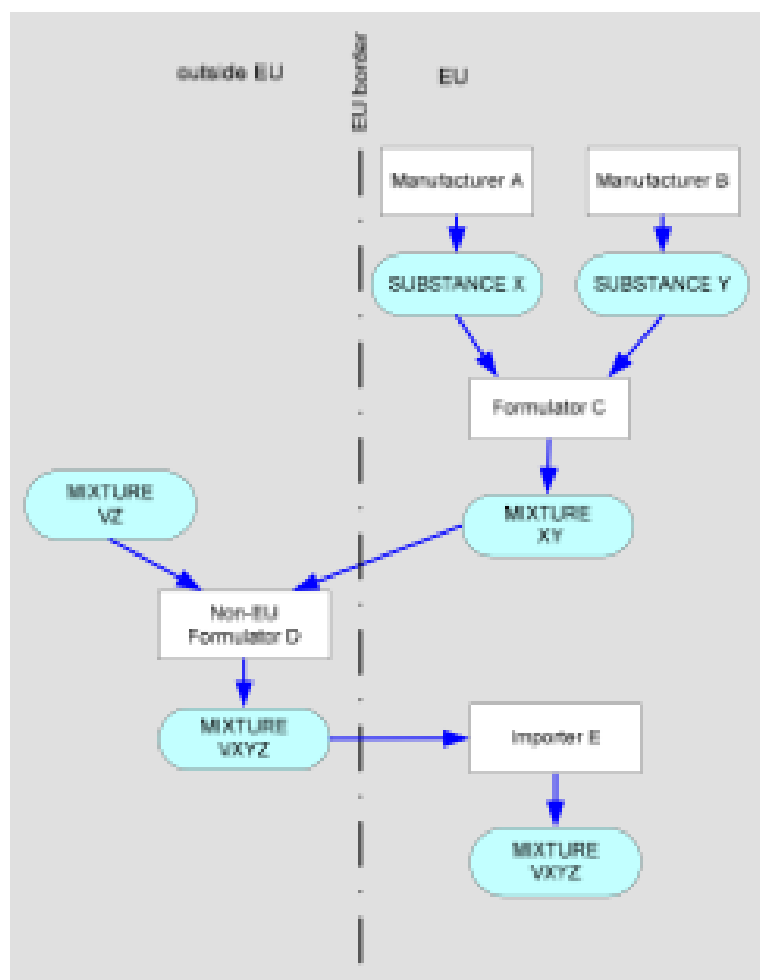 outside EU
EU border
EU
Manufacturer A
Manufacturer B
SUBSTANCE X
SUBSTANCE Y
Formulator C
MIXTURE
VZ
MIXTURE
XY
Non-EU
Formulator D
MIXTURE
VXYZ
Importer E
MIXTURE
VXYZ